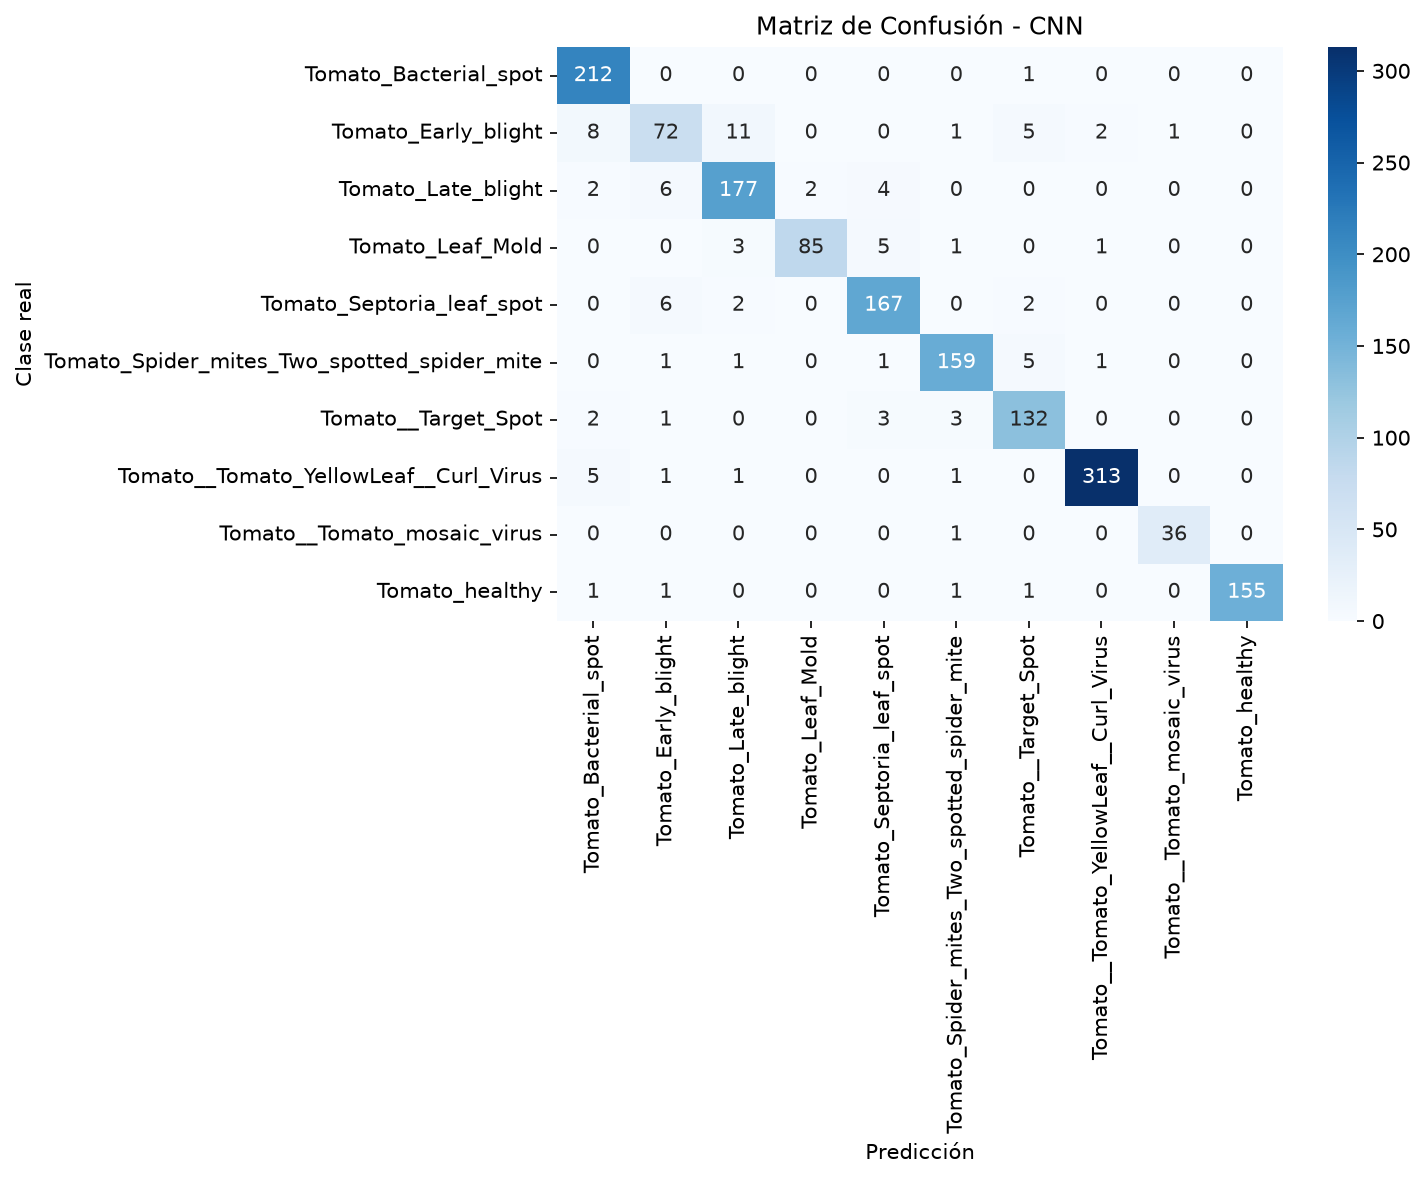 Matriz de Confusión - CNN
Clase real
Tomato_Bacterial_spot 212 0 0 0 0 0 1 0 0 0
Tomato_Early_blight 8 72 11 0 0 1 5 2 1 0
Tomato_Late_blight 2 6 177 2 4 0 0 0 0 0
Tomato_Leaf_Mold 0 0 3 85 5 1 0 1 0 0
Tomato_Septoria_leaf_spot 0 6 2 0 167 0 2 0 0 0
Tomato_Spider_mites_Two_spotted_spider_mite 0 1 1 0 1 159 5 1 0 0
Tomato__Target_Spot 2 1 0 0 3 3 132 0 0 0
Tomato__Tomato_YellowLeaf__Curl_Virus 5 1 1 0 0 1 0 313 0 0
Tomato__Tomato_mosaic_virus 0 0 0 0 0 1 0 0 36 0
Tomato_healthy 1 1 0 0 0 1 1 0 0 155
Tomato_Bacterial_spot
Tomato_Early_blight
Tomato_Late_blight
Tomato_Leaf_Mold
Tomato_Septoria_leaf_spot
Tomato_Spider_mites_Two_spotted_spider_mite
Tomato__Target_Spot
Tomato__Tomato_YellowLeaf__Curl_Virus
Tomato__Tomato_mosaic_virus
Tomato_healthy
Predicción
300
250
200
150
100
50
0